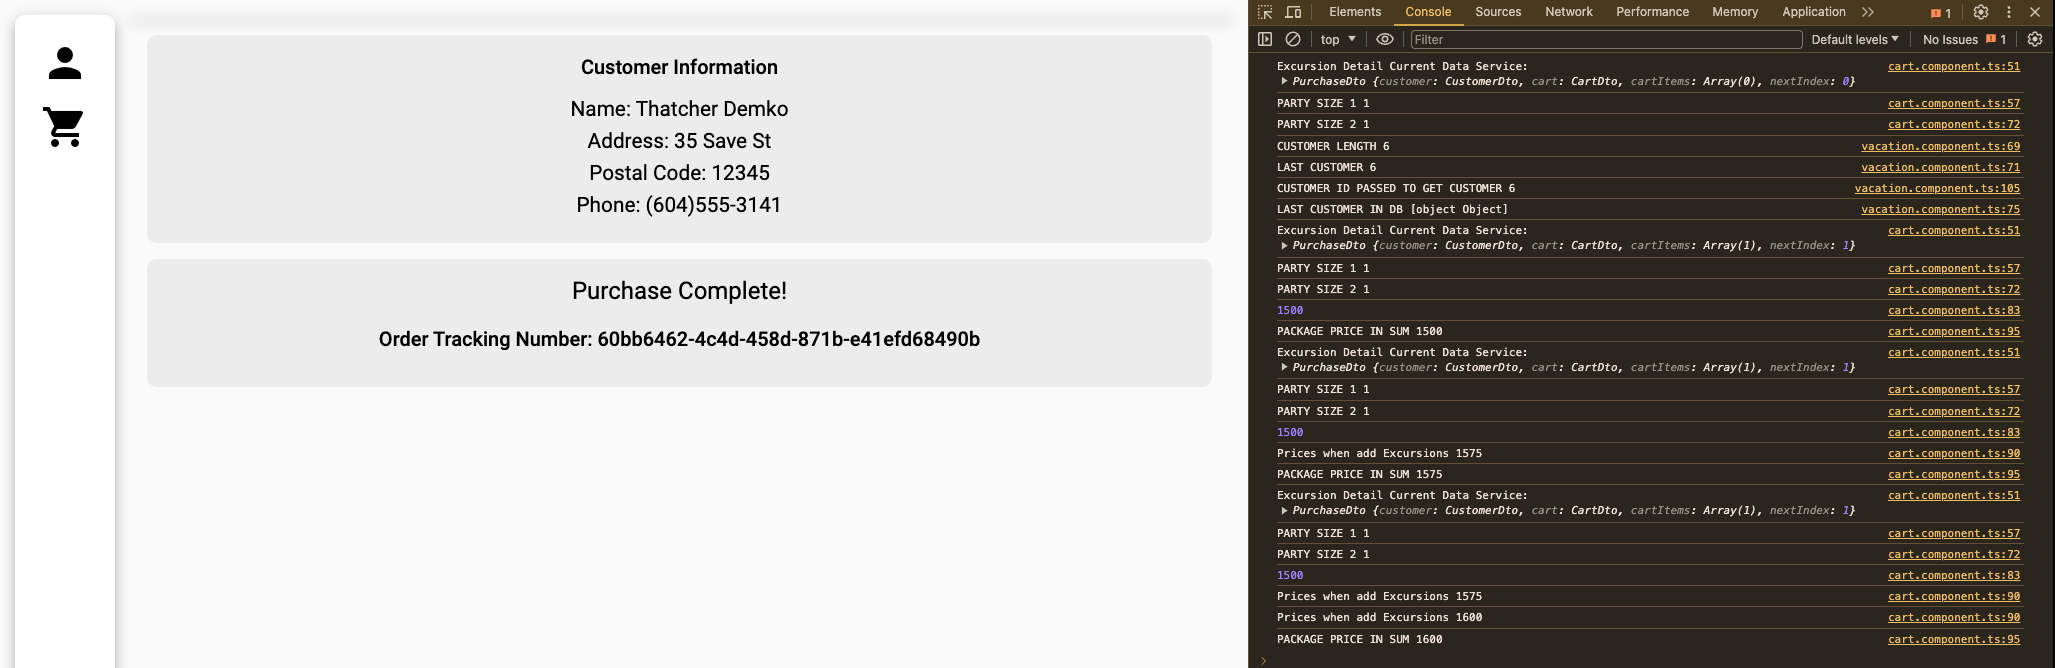 Customer Information
Name: Thatcher Demko
Address: 35 Save St
Postal Code: 12345
Phone: (604)555-3141
Purchase Complete!
Order Tracking Number: 60bb6462-4c4d-458d-871b-e41efd68490b
Elements Console Sources Network Performance Memory Application 1
top Filter Default levels No Issues 1
Excursion Detail Current Data Service: cart.component.ts:51
PurchaseDto {customer: CustomerDto, cart: CartDto, cartItems: Array(0), nextIndex: 0}
PARTY SIZE 1 1 cart.component.ts:57
PARTY SIZE 2 1 cart.component.ts:72
CUSTOMER LENGTH 6 vacation.component.ts:69
LAST CUSTOMER 6 vacation.component.ts:71
CUSTOMER ID PASSED TO GET CUSTOMER 6 vacation.component.ts:105
LAST CUSTOMER IN DB [object Object] vacation.component.ts:75
Excursion Detail Current Data Service: cart.component.ts:51
PurchaseDto {customer: CustomerDto, cart: CartDto, cartItems: Array(1), nextIndex: 1}
PARTY SIZE 1 1 cart.component.ts:57
PARTY SIZE 2 1 cart.component.ts:72
1500 cart.component.ts:83
PACKAGE PRICE IN SUM 1500 cart.component.ts:95
Excursion Detail Current Data Service: cart.component.ts:51
PurchaseDto {customer: CustomerDto, cart: CartDto, cartItems: Array(1), nextIndex: 1}
PARTY SIZE 1 1 cart.component.ts:57
PARTY SIZE 2 1 cart.component.ts:72
1500 cart.component.ts:83
Prices when add Excursions 1575 cart.component.ts:90
PACKAGE PRICE IN SUM 1575 cart.component.ts:95
Excursion Detail Current Data Service: cart.component.ts:51
PurchaseDto {customer: CustomerDto, cart: CartDto, cartItems: Array(1), nextIndex: 1}
PARTY SIZE 1 1 cart.component.ts:57
PARTY SIZE 2 1 cart.component.ts:72
1500 cart.component.ts:83
Prices when add Excursions 1575 cart.component.ts:90
Prices when add Excursions 1600 cart.component.ts:90
PACKAGE PRICE IN SUM 1600 cart.component.ts:95